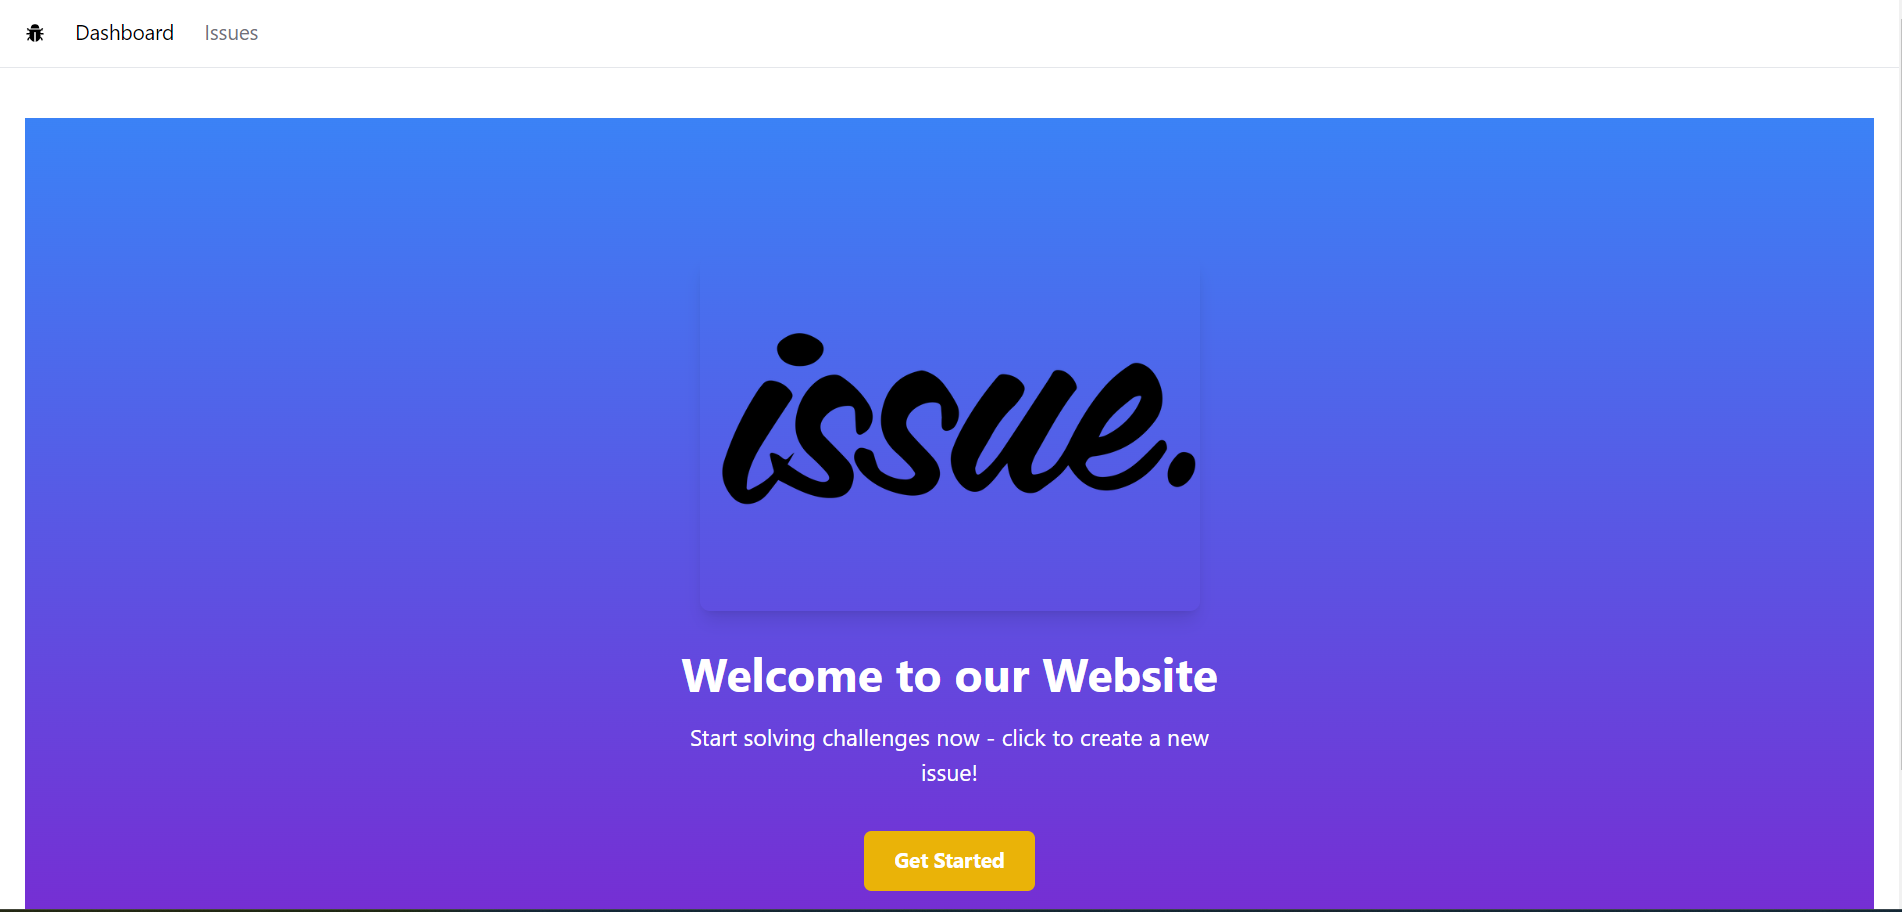 Dashboard Issues
issue.
Welcome to our Website
Start solving challenges now - click to create a new
issue!
Get Started